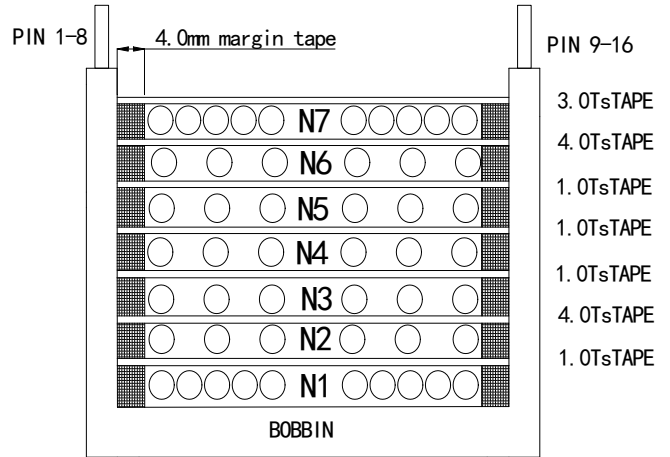 PIN 1-8
4.0mm margin tape
PIN 9-16
3.0TsTAPE
N7
4.0TsTAPE
N6
1.0TsTAPE
N5
1.0TsTAPE
N4
1.0TsTAPE
N3
4.0TsTAPE
N2
1.0TsTAPE
N1
BOBBIN